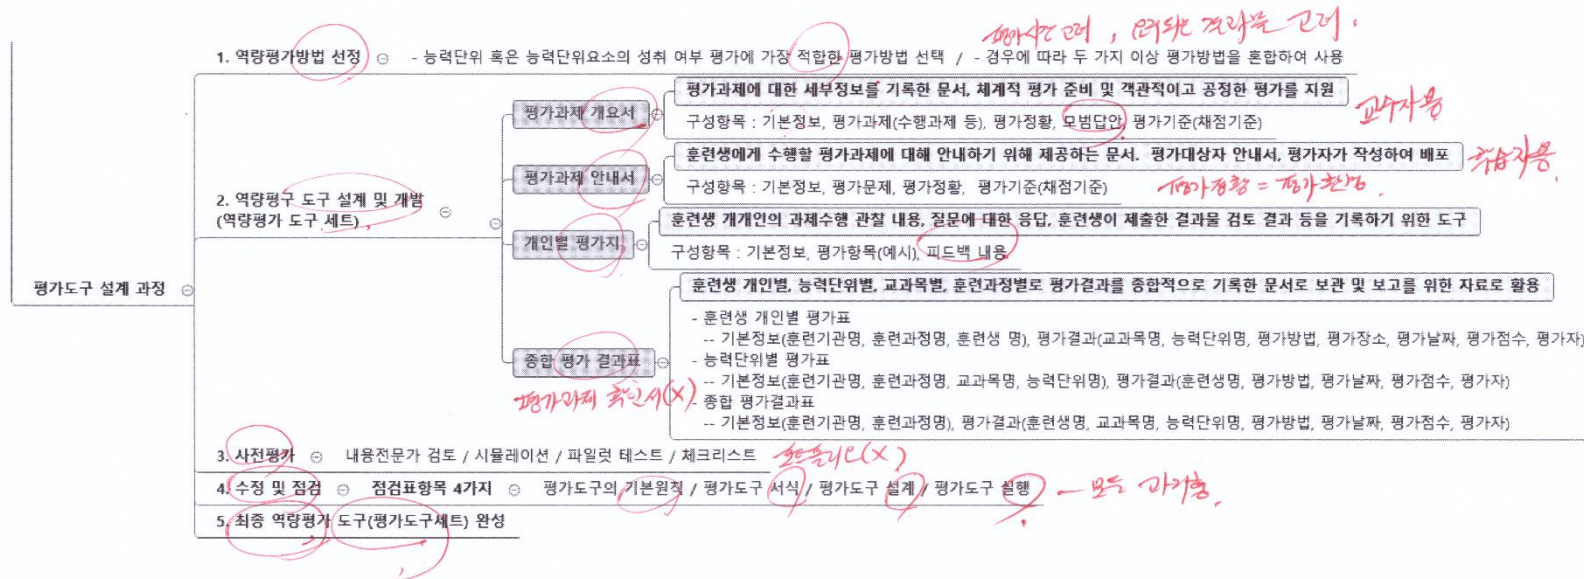 평가시간 고려, 요구되는 결과물 고려.
1. 역량평가방법 선정 - 능력단위 혹은 능력단위요소의 성취 여부 평가에 가장 적합한 평가방법 선택 / - 경우에 따라 두 가지 이상 평가방법을 혼합하여 사용
평가과제에 대한 세부정보를 기록한 문서, 체계적 평가 준비 및 객관적이고 공정한 평가를 지원
평가과제 개요서
구성항목 : 기본정보, 평가과제(수행과제 등), 평가정황, 모범답안, 평가기준(채점기준)
교수자용
훈련생에게 수행할 평가과제에 대해 안내하기 위해 제공하는 문서. 평가대상자 안내서, 평가자가 작성하여 배포
학습자용
평가과제 안내서
구성항목 : 기본정보, 평가문제, 평가정황, 평가기준(채점기준)
평가정황 = 평가환경
2. 역량평구 도구 설계 및 개발
(역량평가 도구 세트)
훈련생 개개인의 과제수행 관찰 내용, 질문에 대한 응답, 훈련생이 제출한 결과물 검토 결과 등을 기록하기 위한 도구
개인별 평가지
구성항목 : 기본정보, 평가항목(예시), 피드백 내용
평가도구 설계 과정
훈련생 개인별, 능력단위별, 교과목별, 훈련과정별로 평가결과를 종합적으로 기록한 문서로 보관 및 보고를 위한 자료로 활용
- 훈련생 개인별 평가표
-- 기본정보(훈련기관명, 훈련과정명, 훈련생 명), 평가결과(교과목명, 능력단위명, 평가방법, 평가장소, 평가날짜, 평가점수, 평가자)
- 능력단위별 평가표
종합 평가 결과표
-- 기본정보(훈련기관명, 훈련과정명, 교과목명, 능력단위명), 평가결과(훈련생명, 평가방법, 평가날짜, 평가점수, 평가자)
평가과제 확인서(X)
- 종합 평가결과표
-- 기본정보(훈련기관명, 훈련과정명), 평가결과(훈련생명, 교과목명, 능력단위명, 평가방법, 평가날짜, 평가점수, 평가자)
3. 사전평가 내용전문가 검토 / 시뮬레이션 / 파일럿 테스트 / 체크리스트
포트폴리오(X)
4. 수정 및 점검 점검표항목 4가지 평가도구의 기본원칙 / 평가도구 서식 / 평가도구 설계 / 평가도구 실행
5. 최종 역량평가 도구(평가도구세트) 완성